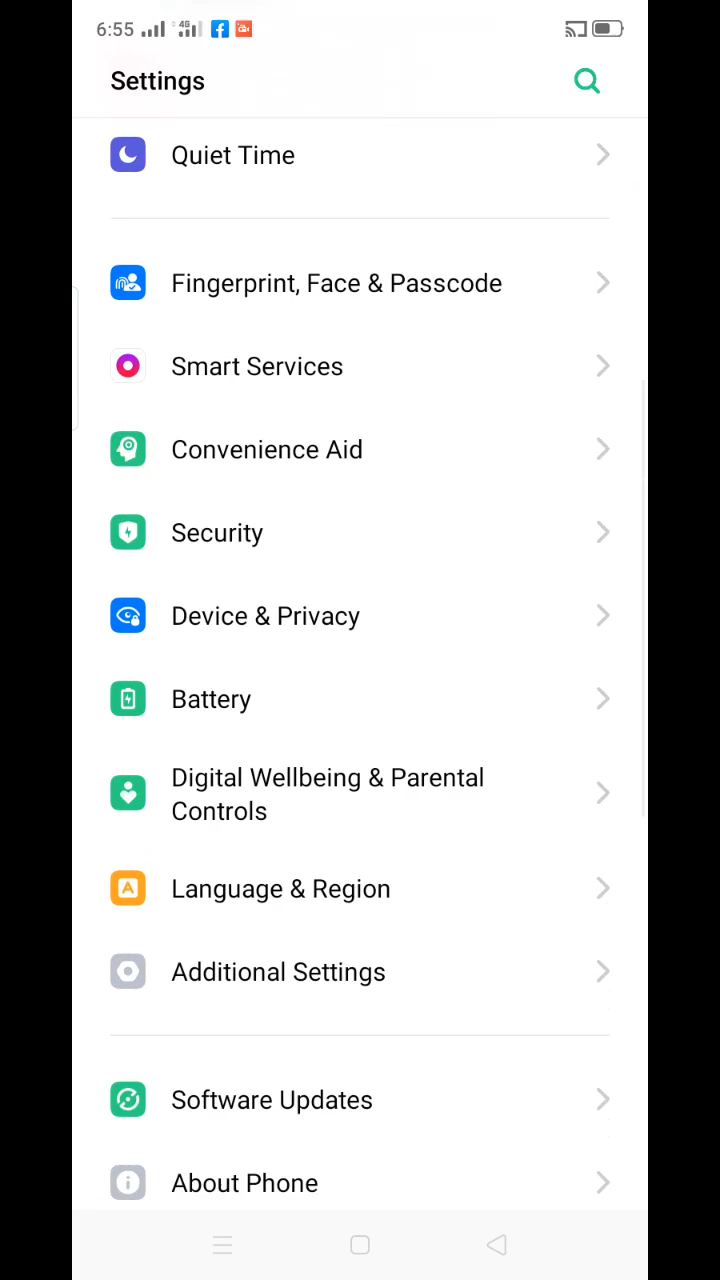 6:55 4G
Settings
Quiet Time
Fingerprint, Face & Passcode
Smart Services
Convenience Aid
Security
Device & Privacy
Battery
Digital Wellbeing & Parental
Controls
Language & Region
Additional Settings
Software Updates
About Phone